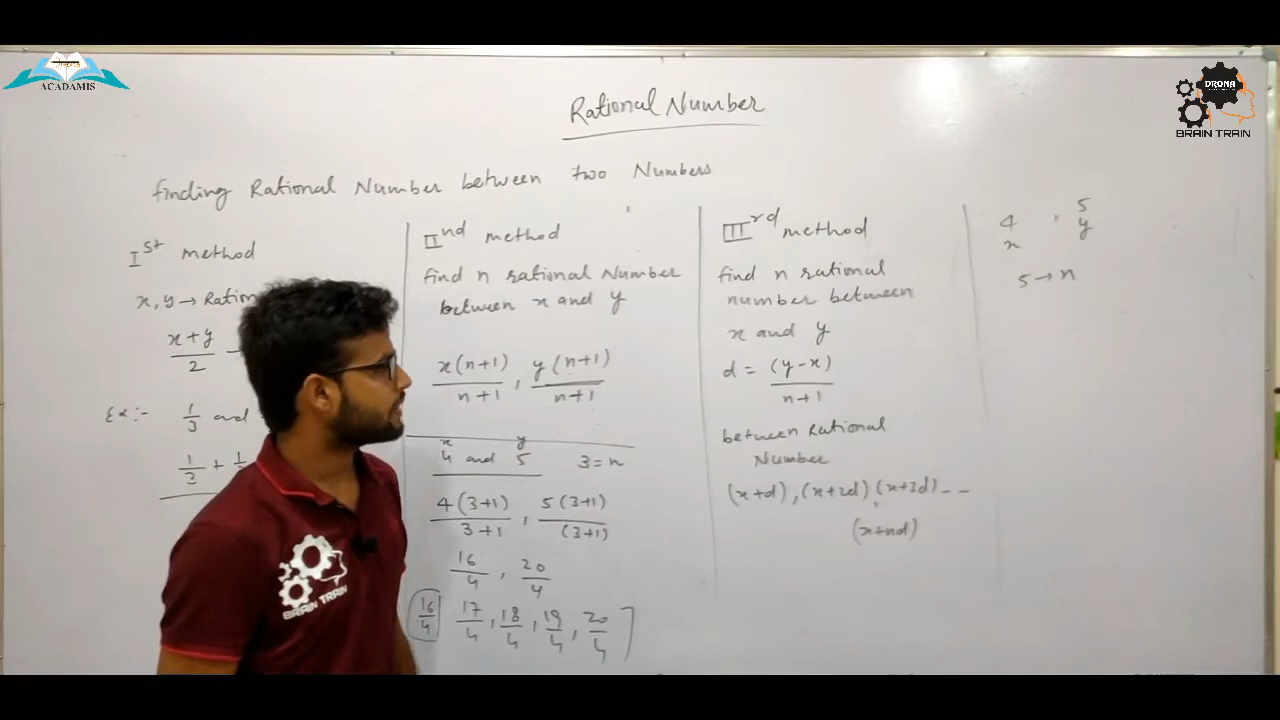 Drona
ACADAMIS
DRONA
BRAIN TRAIN
Rational Number
finding Rational Number between two Numbers
Ist method
x, y → Ration
x+y
2
Ex:- 1/3 and
1/3 + 1/
BRAIN TRAIN
IInd method
find n rational Number
between x and y
x(n+1)/n+1 , y(n+1)/n+1
x y
4 and 5 3=n
4(3+1)/3+1 , 5(3+1)/(3+1)
16/4 , 20/4
16/4 17/4 , 18/4 , 19/4 , 20/4 ]
IIIrd method
find n rational
number between
x and y
d = (y-x)/n+1
between Rational
Number
(x+d), (x+2d) (x+3d) - -
(x+nd)
4 , 5
x y
5 → n